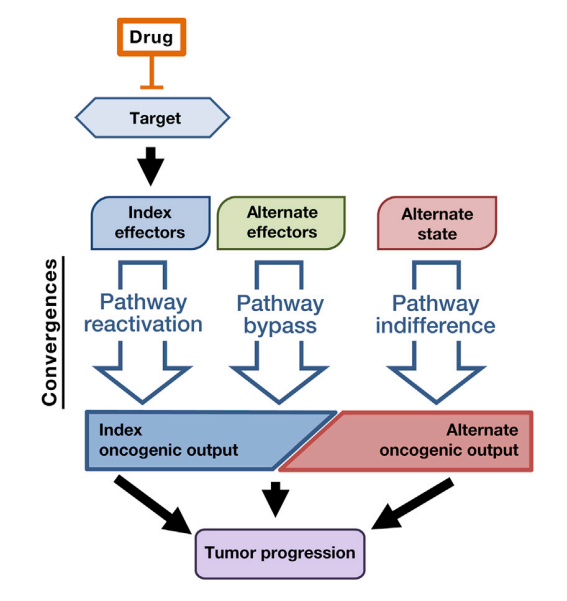 Drug
Target
Index
effectors
Alternate
effectors
Alternate
state
Convergences
Pathway
reactivation
Pathway
bypass
Pathway
indifference
Index
oncogenic output
Alternate
oncogenic output
Tumor progression